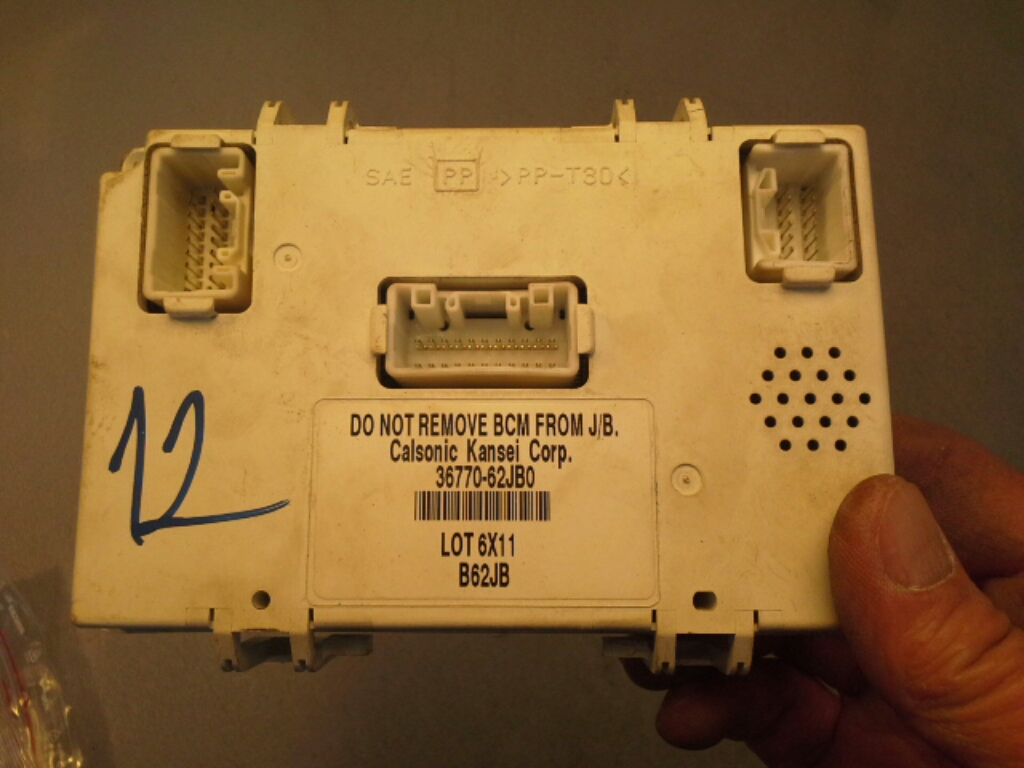 SAE PP >PP-T30<
12
DO NOT REMOVE BCM FROM J/B.
Calsonic Kansei Corp.
36770-62JB0
LOT 6X11
B62JB